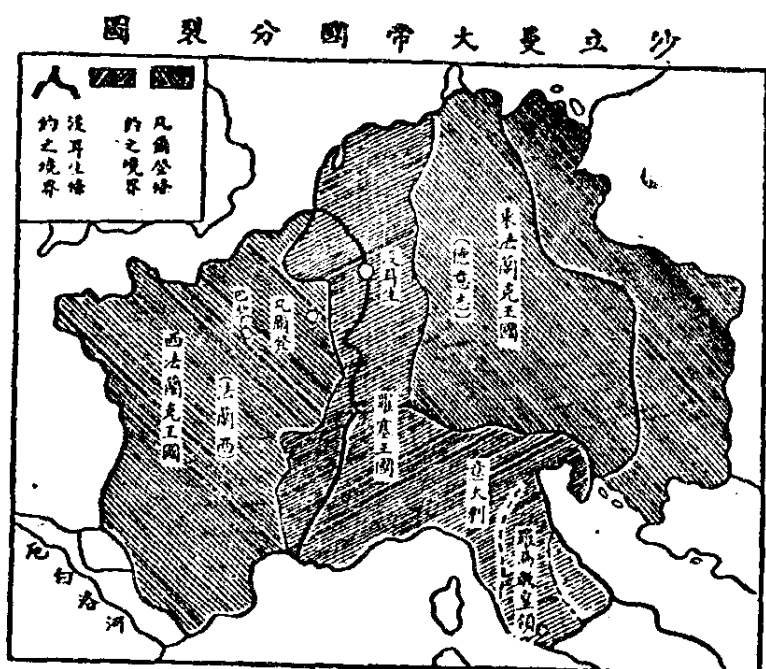 沙立曼大帝國分裂圖
凡爾登條
約之境界
後耳生條
約之境界
東法蘭克王國
（德意志）
凡爾登
巴黎
（法蘭西）
西法蘭克王國
羅塞王國
意大利
羅馬教皇領
厄白洛河